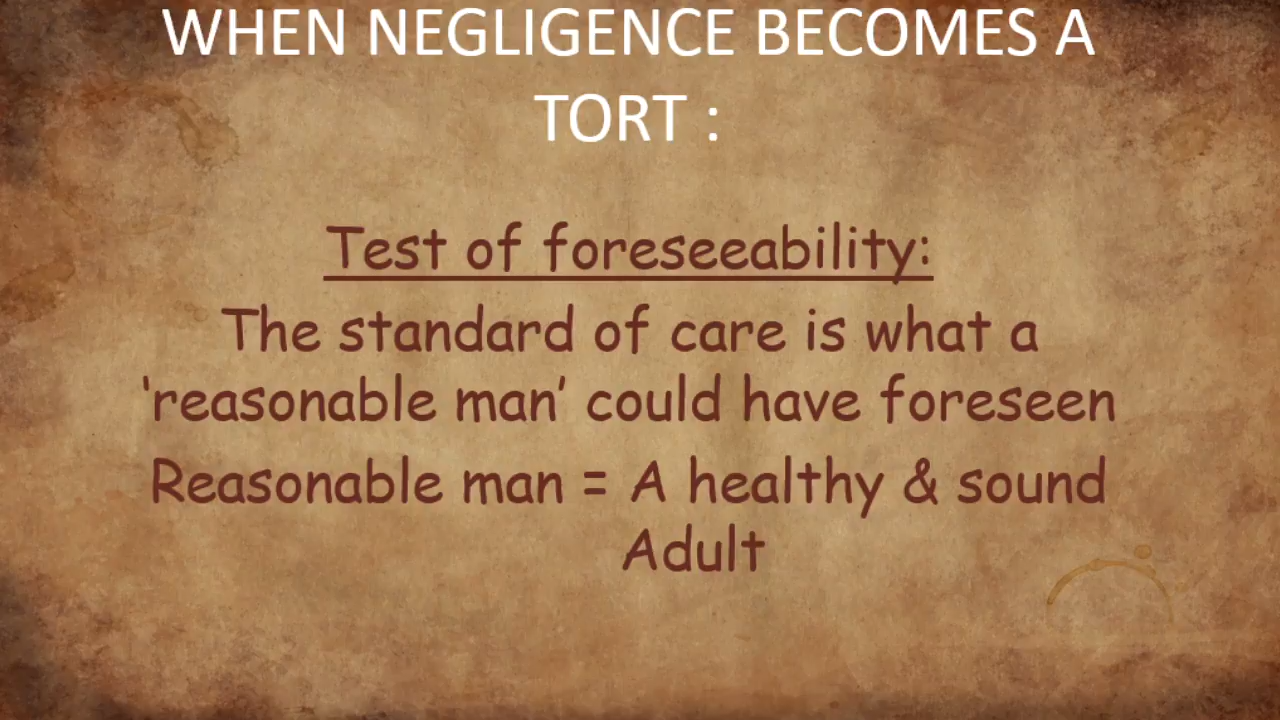 WHEN NEGLIGENCE BECOMES A
TORT :
Test of foreseeability:
The standard of care is what a
‘reasonable man’ could have foreseen
Reasonable man = A healthy & sound
Adult